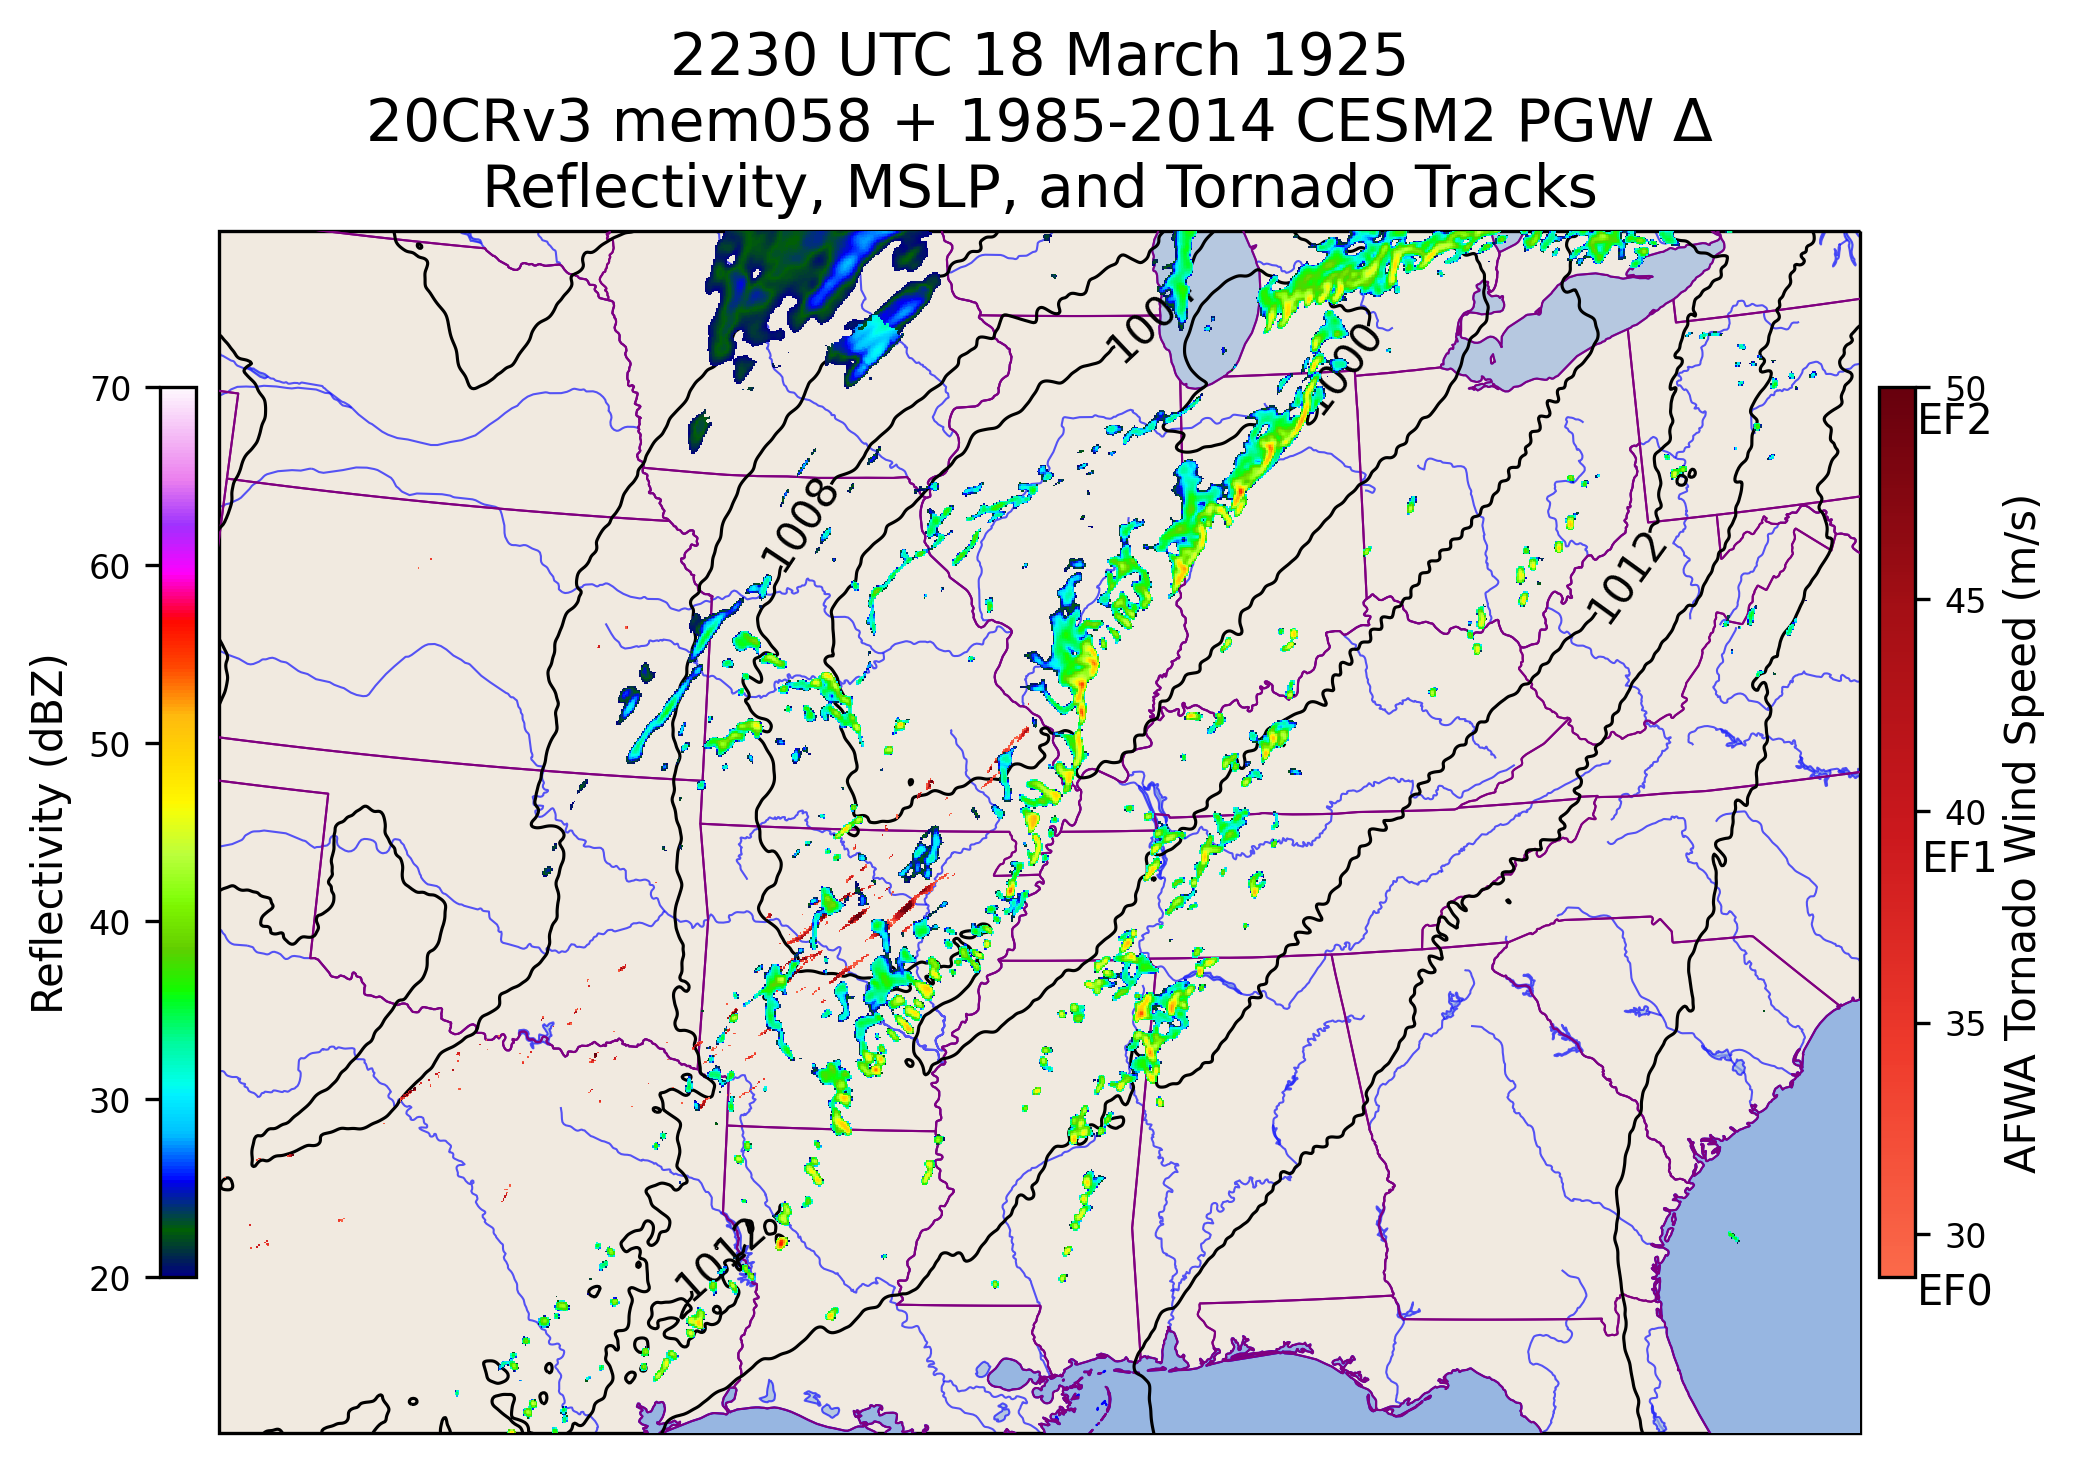 2230 UTC 18 March 1925
20CRv3 mem058 + 1985-2014 CESM2 PGW Δ
Reflectivity, MSLP, and Tornado Tracks
70
60
50
40
30
20
Reflectivity (dBZ)
1000
1008
1012
1012
50
EF2
45
40
EF1
35
30
EF0
AFWA Tornado Wind Speed (m/s)